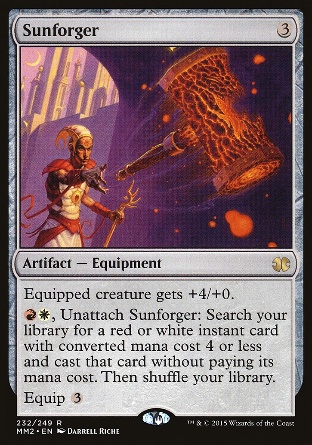 Sunforger 3
Artifact — Equipment
Equipped creature gets +4/+0.
, Unattach Sunforger: Search your
library for a red or white instant card
with converted mana cost 4 or less
and cast that card without paying its
mana cost. Then shuffle your library.
Equip 3
232/249 R
MM2 • EN DARRELL RICHE ™ & © 2015 Wizards of the Coast